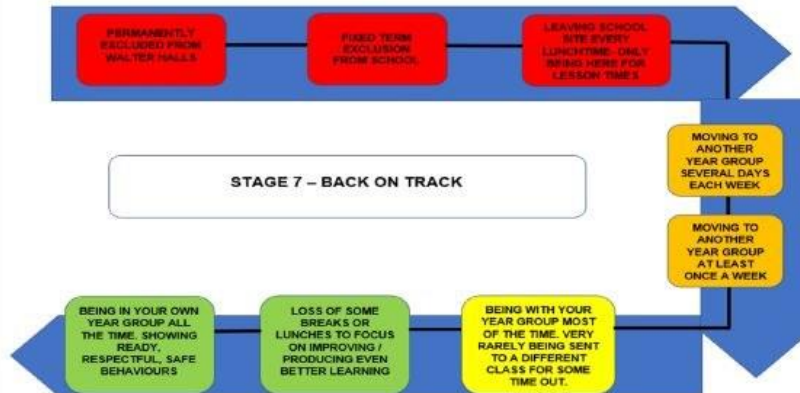 PERMANENTLY
EXCLUDED FROM
WALTER HALLS
FIXED TERM
EXCLUSION
FROM SCHOOL
LEAVING SCHOOL
SITE EVERY
LUNCHTIME- ONLY
BEING HERE FOR
LESSON TIMES
MOVING TO
ANOTHER
YEAR GROUP
SEVERAL DAYS
EACH WEEK
STAGE 7 – BACK ON TRACK
MOVING TO
ANOTHER
YEAR GROUP
AT LEAST
ONCE A WEEK
BEING IN YOUR OWN
YEAR GROUP ALL
THE TIME. SHOWING
READY,
RESPECTFUL, SAFE
BEHAVIOURS
LOSS OF SOME
BREAKS OR
LUNCHES TO FOCUS
ON IMPROVING /
PRODUCING EVEN
BETTER LEARNING
BEING WITH YOUR
YEAR GROUP MOST
OF THE TIME. VERY
RARELY BEING SENT
TO A DIFFERENT
CLASS FOR SOME
TIME OUT.